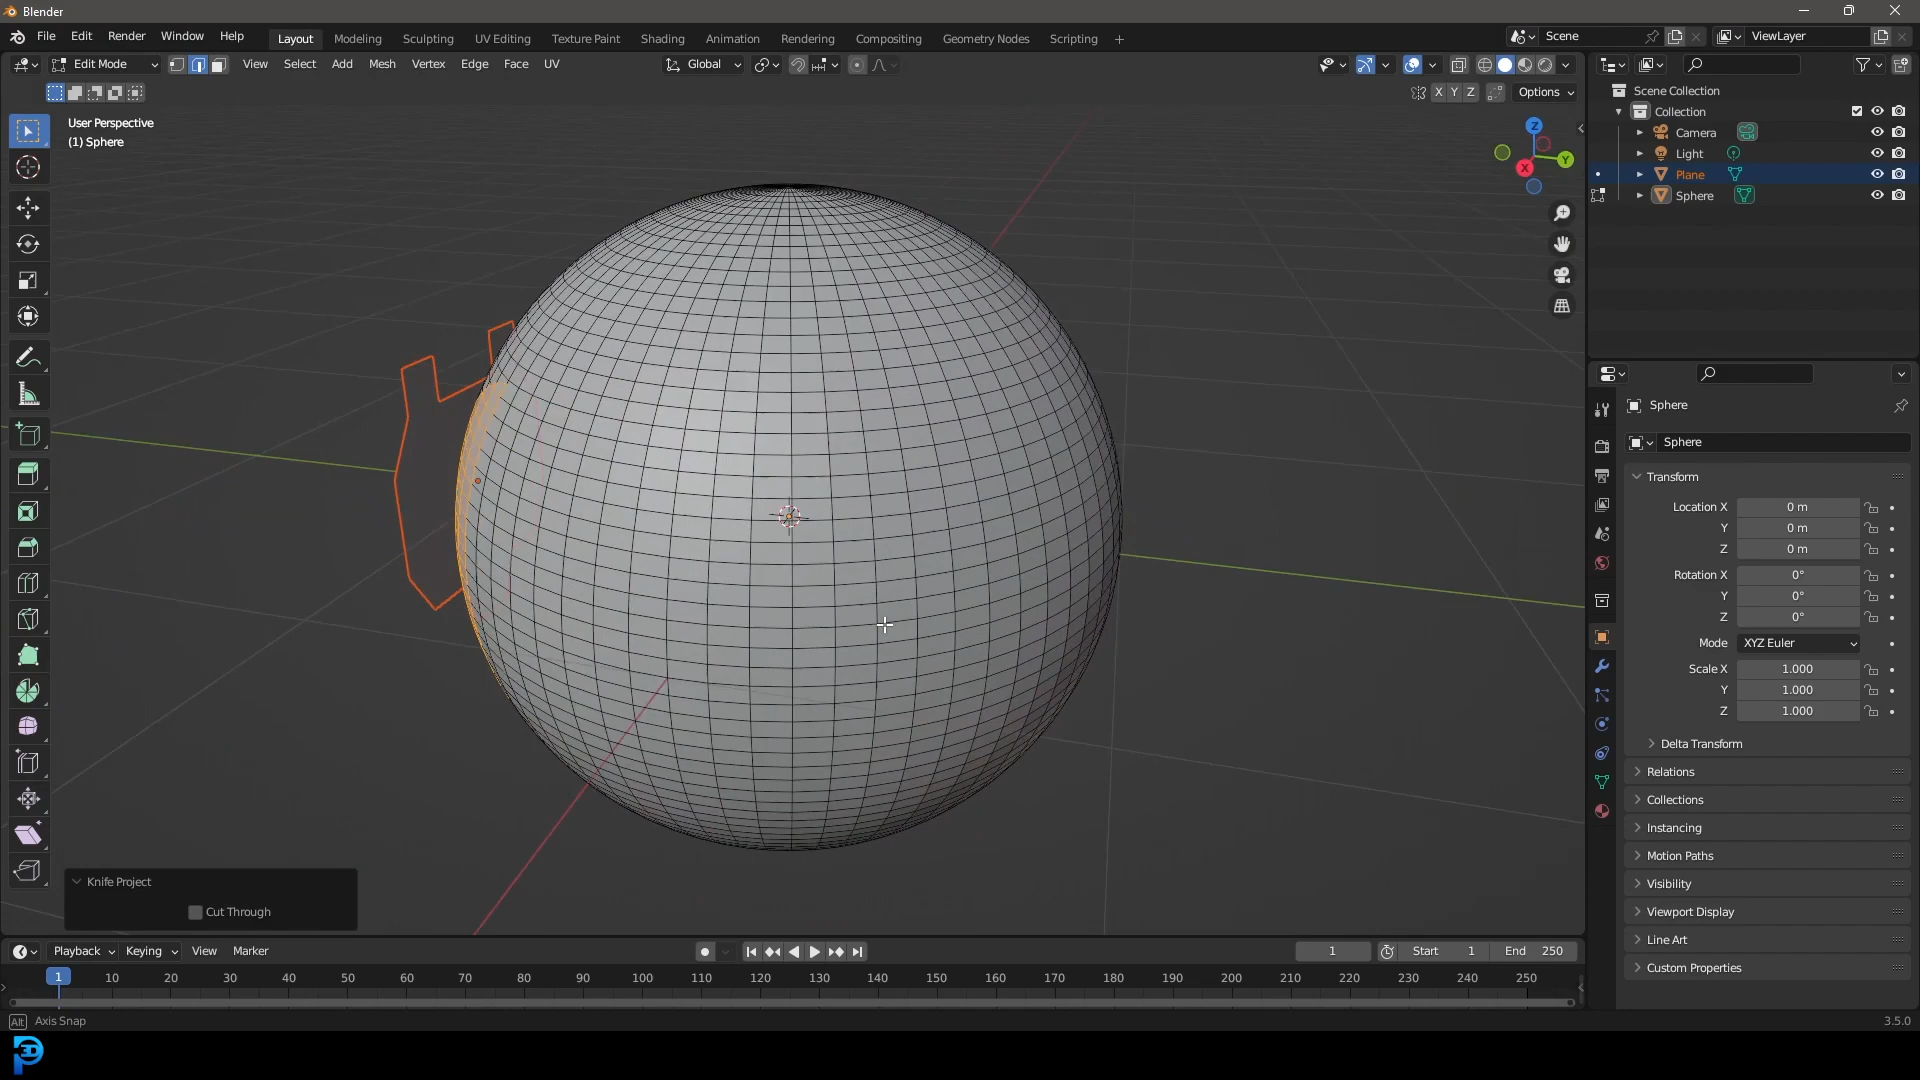 Blender
File Edit Render Window Help
Layout Modeling Sculpting UV Editing Texture Paint Shading Animation Rendering Compositing Geometry Nodes Scripting +
Scene
ViewLayer
Edit Mode
View Select Add Mesh Vertex Edge Face UV
Global
X Y Z
Options
User Perspective
(1) Sphere
Z
Y
X
Scene Collection
Collection
Camera
Light
Plane
Sphere
Sphere
Sphere
Transform
Location X 0 m
Y 0 m
Z 0 m
Rotation X 0°
Y 0°
Z 0°
Mode XYZ Euler
Scale X 1.000
Y 1.000
Z 1.000
Delta Transform
Relations
Collections
Instancing
Motion Paths
Visibility
Viewport Display
Line Art
Custom Properties
Knife Project
Cut Through
Playback Keying View Marker
1
Start 1
End 250
1 10 20 30 40 50 60 70 80 90 100 110 120 130 140 150 160 170 180 190 200 210 220 230 240 250
Alt Axis Snap
3.5.0
P3D